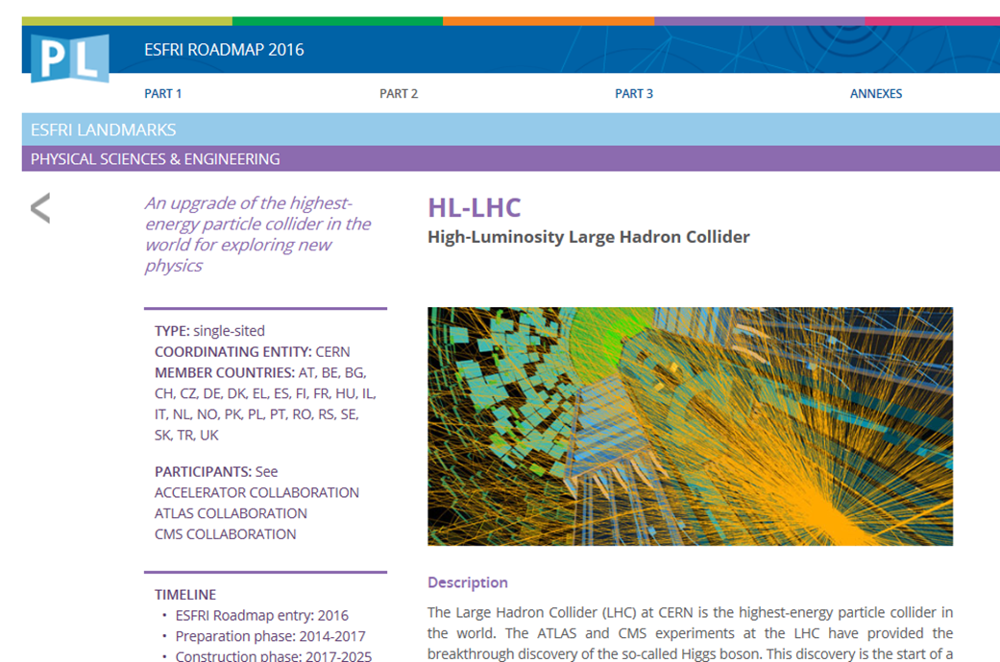 PL
ESFRI ROADMAP 2016
PART 1
PART 2
PART 3
ANNEXES
ESFRI LANDMARKS
PHYSICAL SCIENCES & ENGINEERING
An upgrade of the highest-
energy particle collider in the
world for exploring new
physics
TYPE: single-sited
COORDINATING ENTITY: CERN
MEMBER COUNTRIES: AT, BE, BG,
CH, CZ, DE, DK, EL, ES, FI, FR, HU, IL,
IT, NL, NO, PK, PL, PT, RO, RS, SE,
SK, TR, UK
PARTICIPANTS: See
ACCELERATOR COLLABORATION
ATLAS COLLABORATION
CMS COLLABORATION
TIMELINE
• ESFRI Roadmap entry: 2016
• Preparation phase: 2014-2017
• Construction phase: 2017-2025
HL-LHC
High-Luminosity Large Hadron Collider
Description
The Large Hadron Collider (LHC) at CERN is the highest-energy particle collider in
the world. The ATLAS and CMS experiments at the LHC have provided the
breakthrough discovery of the so-called Higgs boson. This discovery is the start of a